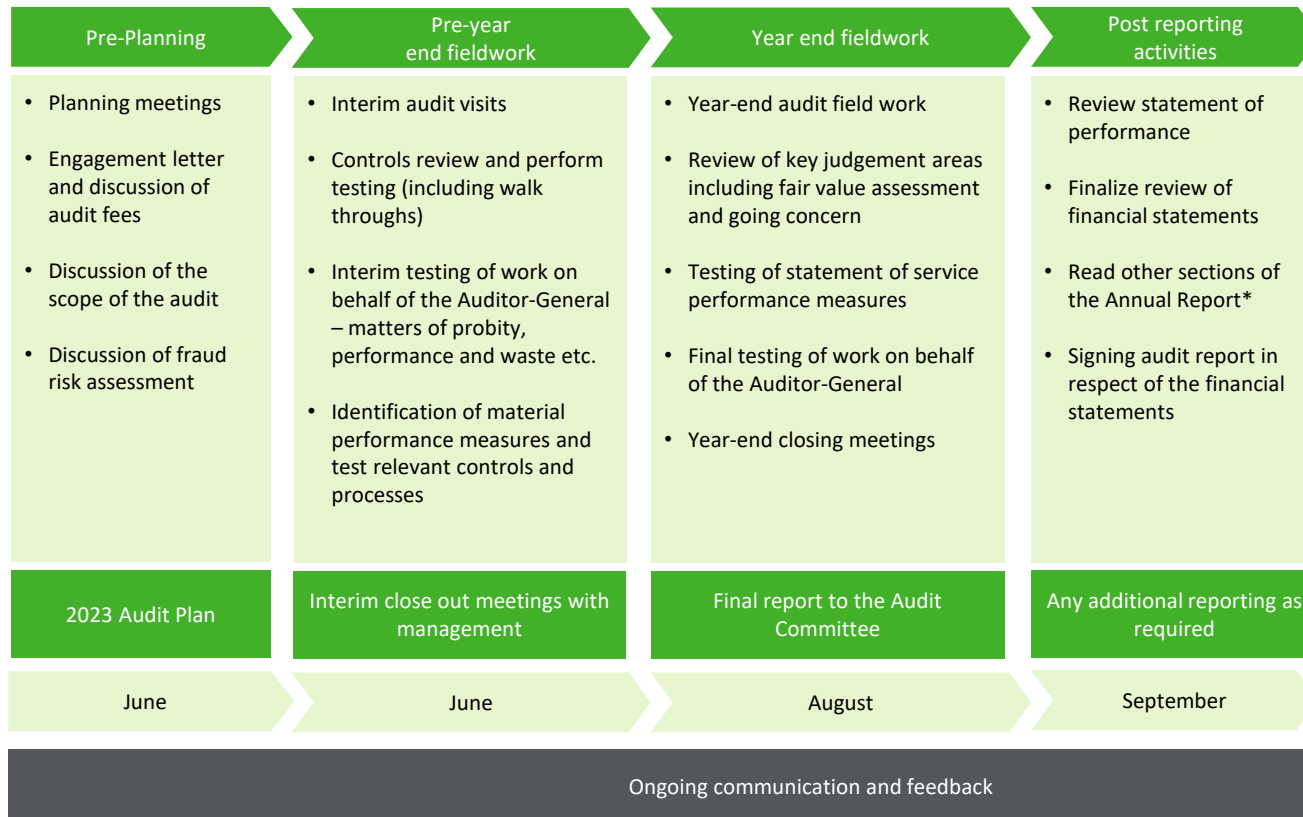 Pre-Planning
• Planning meetings
• Engagement letter
and discussion of
audit fees
• Discussion of the
scope of the audit
• Discussion of fraud
risk assessment
2023 Audit Plan
June
Pre-year
end fieldwork
• Interim audit visits
• Controls review and perform
testing (including walk
throughs)
• Interim testing of work on
behalf of the Auditor-General
– matters of probity,
performance and waste etc.
• Identification of material
performance measures and
test relevant controls and
processes
Interim close out meetings with
management
June
Year end fieldwork
• Year-end audit field work
• Review of key judgement areas
including fair value assessment
and going concern
• Testing of statement of service
performance measures
• Final testing of work on behalf
of the Auditor-General
• Year-end closing meetings
Final report to the Audit
Committee
August
Post reporting
activities
• Review statement of
performance
• Finalize review of
financial statements
• Read other sections of
the Annual Report*
• Signing audit report in
respect of the financial
statements
Any additional reporting as
required
September
Ongoing communication and feedback